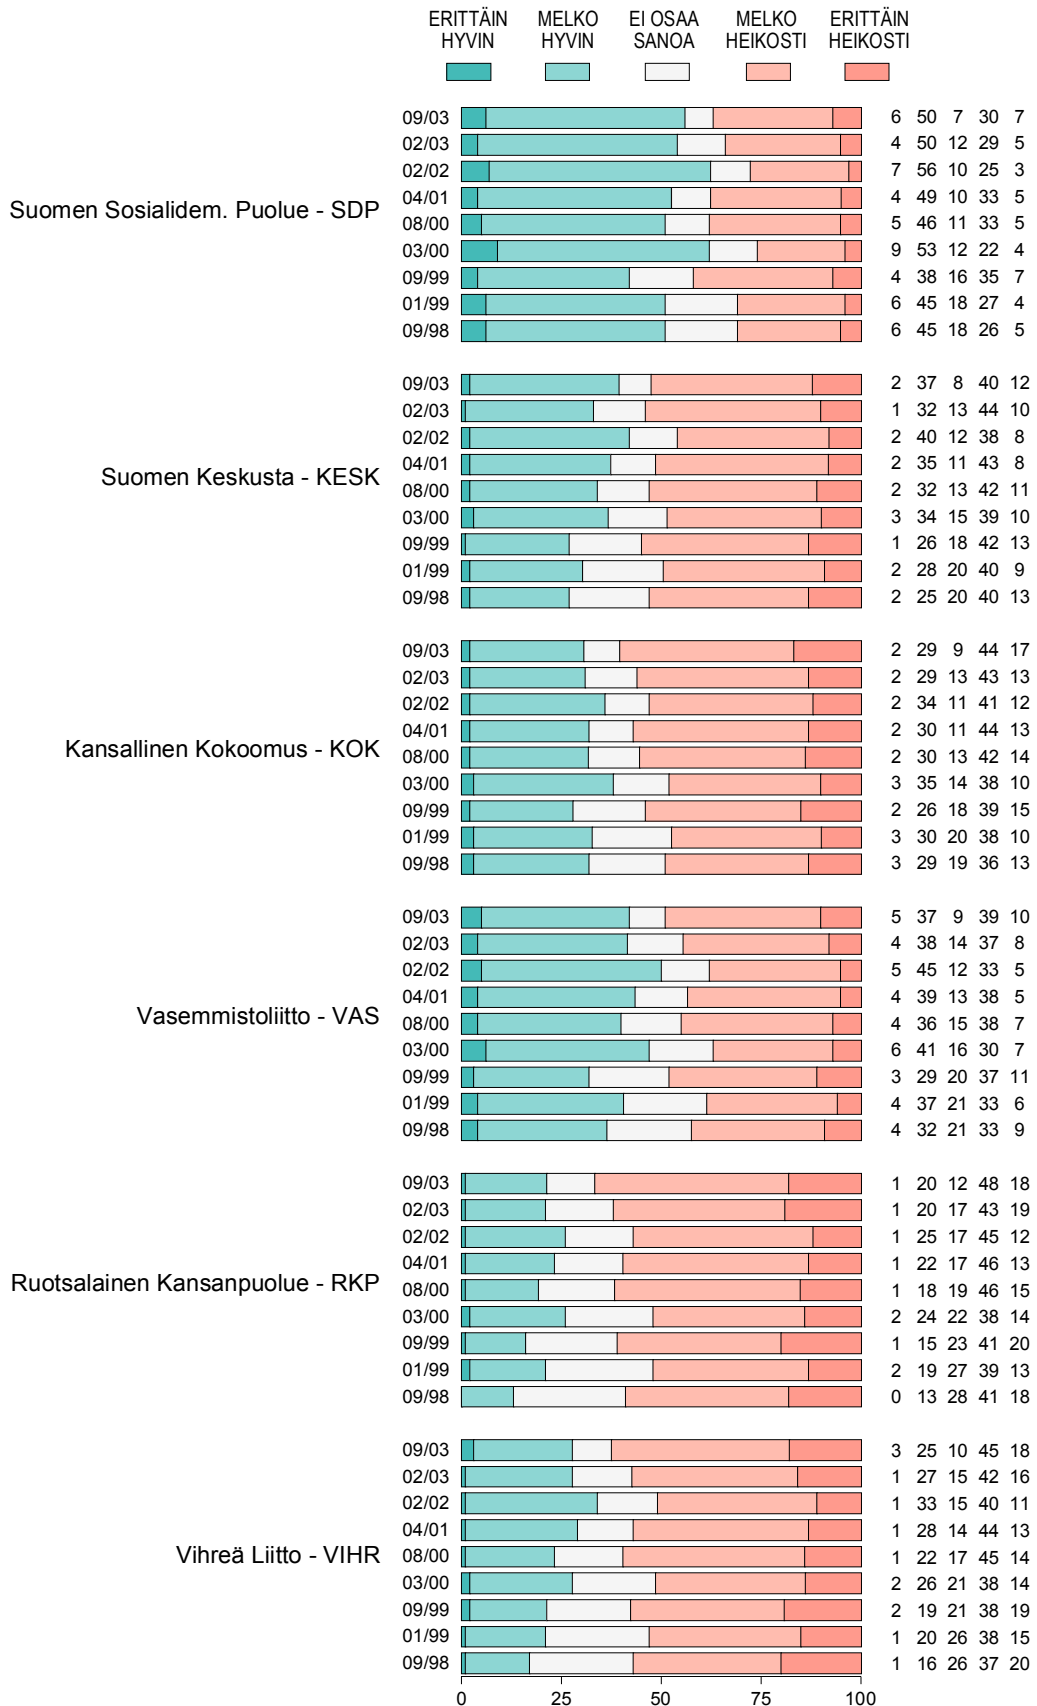 ERITTÄIN HYVIN MELKO HYVIN EI OSAA SANOA MELKO HEIKOSTI ERITTÄIN HEIKOSTI
Suomen Sosialidem. Puolue - SDP
09/03 6 50 7 30 7
02/03 4 50 12 29 5
02/02 7 56 10 25 3
04/01 4 49 10 33 5
08/00 5 46 11 33 5
03/00 9 53 12 22 4
09/99 4 38 16 35 7
01/99 6 45 18 27 4
09/98 6 45 18 26 5
Suomen Keskusta - KESK
09/03 2 37 8 40 12
02/03 1 32 13 44 10
02/02 2 40 12 38 8
04/01 2 35 11 43 8
08/00 2 32 13 42 11
03/00 3 34 15 39 10
09/99 1 26 18 42 13
01/99 2 28 20 40 9
09/98 2 25 20 40 13
Kansallinen Kokoomus - KOK
09/03 2 29 9 44 17
02/03 2 29 13 43 13
02/02 2 34 11 41 12
04/01 2 30 11 44 13
08/00 2 30 13 42 14
03/00 3 35 14 38 10
09/99 2 26 18 39 15
01/99 3 30 20 38 10
09/98 3 29 19 36 13
Vasemmistoliitto - VAS
09/03 5 37 9 39 10
02/03 4 38 14 37 8
02/02 5 45 12 33 5
04/01 4 39 13 38 5
08/00 4 36 15 38 7
03/00 6 41 16 30 7
09/99 3 29 20 37 11
01/99 4 37 21 33 6
09/98 4 32 21 33 9
Ruotsalainen Kansanpuolue - RKP
09/03 1 20 12 48 18
02/03 1 20 17 43 19
02/02 1 25 17 45 12
04/01 1 22 17 46 13
08/00 1 18 19 46 15
03/00 2 24 22 38 14
09/99 1 15 23 41 20
01/99 2 19 27 39 13
09/98 0 13 28 41 18
Vihreä Liitto - VIHR
09/03 3 25 10 45 18
02/03 1 27 15 42 16
02/02 1 33 15 40 11
04/01 1 28 14 44 13
08/00 1 22 17 45 14
03/00 2 26 21 38 14
09/99 2 19 21 38 19
01/99 1 20 26 38 15
09/98 1 16 26 37 20
0 25 50 75 100